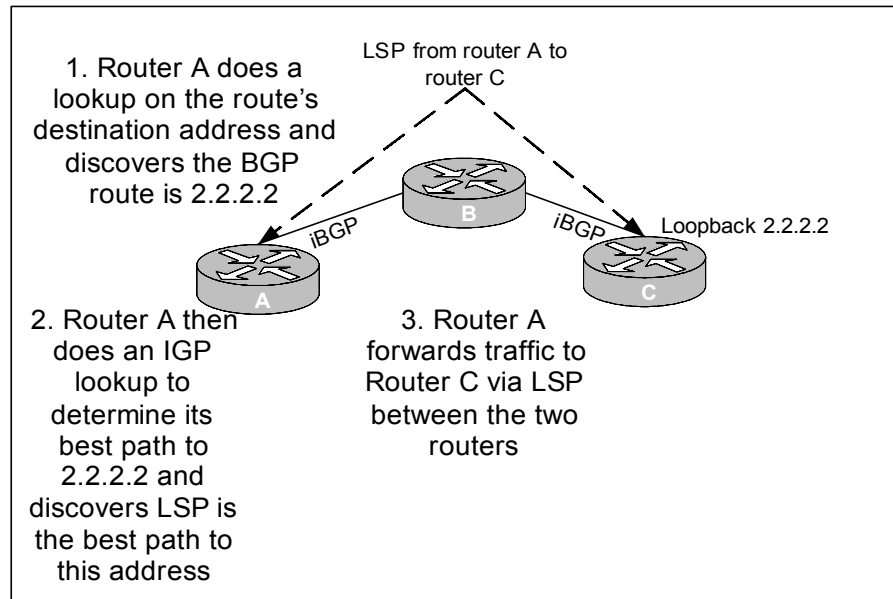 1. Router A does a
lookup on the route's
destination address and
discovers the BGP
route is 2.2.2.2
LSP from router A to
router C
B
iBGP
iBGP
Loopback 2.2.2.2
A
C
2. Router A then
does an IGP
lookup to
determine its
best path to
2.2.2.2 and
discovers LSP is
the best path to
this address
3. Router A
forwards traffic to
Router C via LSP
between the two
routers